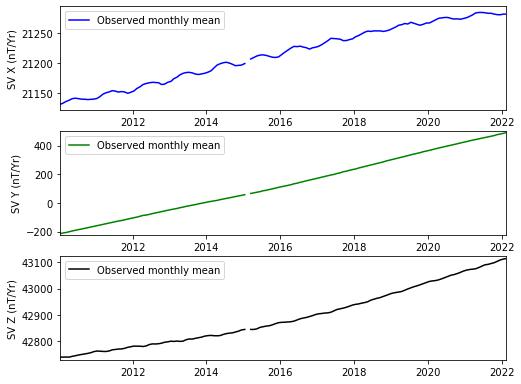 SV X (nT/Yr)
Observed monthly mean
21250
21200
21150
2012 2014 2016 2018 2020 2022
SV Y (nT/Yr)
Observed monthly mean
400
200
0
−200
2012 2014 2016 2018 2020 2022
SV Z (nT/Yr)
Observed monthly mean
43100
43000
42900
42800
2012 2014 2016 2018 2020 2022